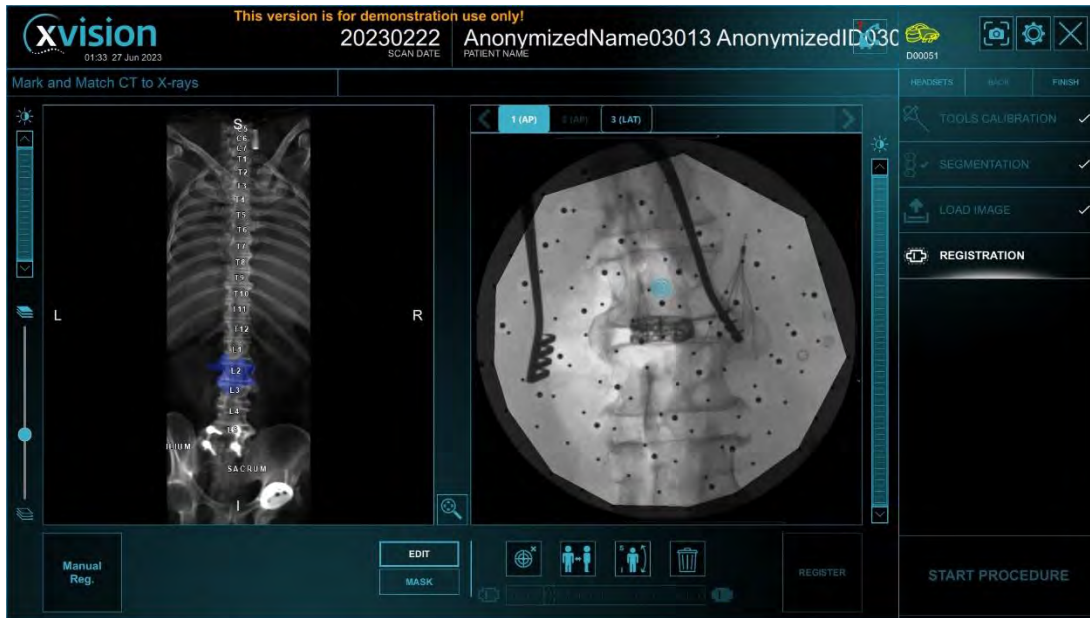 This version is for demonstration use only!
xvision
01:33 27 Jun 2023
20230222
SCAN DATE
AnonymizedName03013 AnonymizedID030
PATIENT NAME
D00051
Mark and Match CT to X-rays
HEADSETS
BACK
FINISH
1 (AP)
2 (AP)
3 (LAT)
TOOLS CALIBRATION
SEGMENTATION
LOAD IMAGE
REGISTRATION
S
C6
L7
T1
T2
T3
T4
T5
T6
T7
T8
T9
T10
T11
T12
L1
L2
L3
L4
L
R
ILIUM
SACRUM
I
Manual
Reg.
EDIT
MASK
S
I
REGISTER
START PROCEDURE